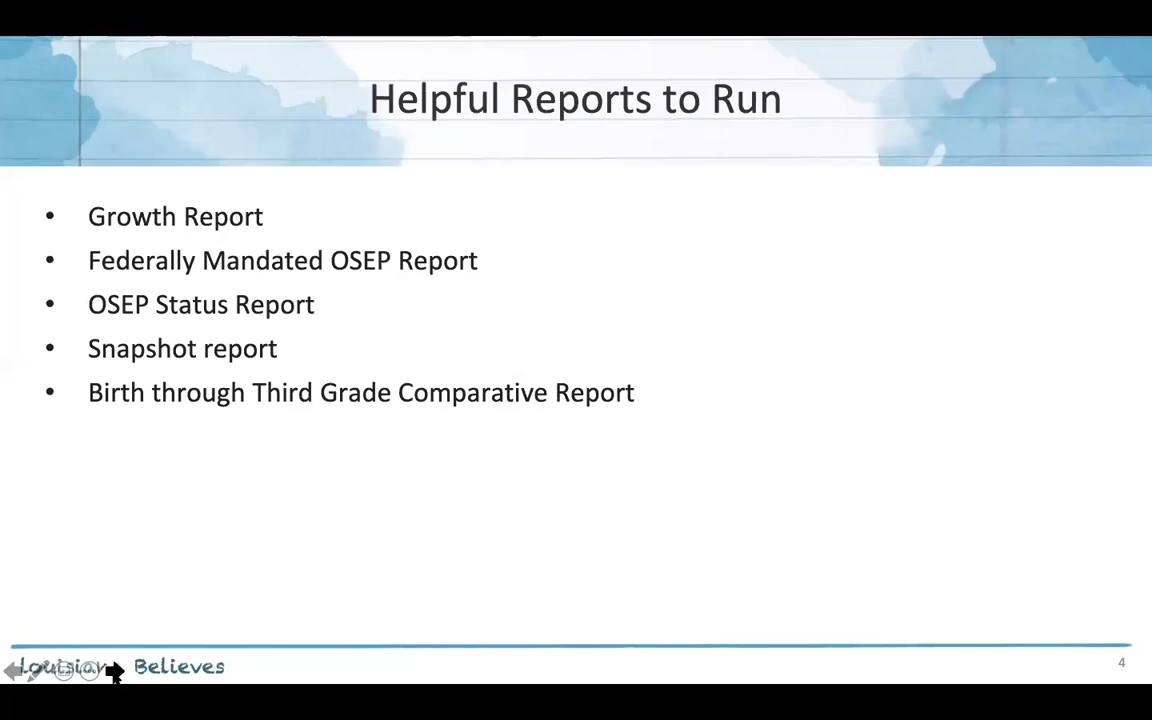 Helpful Reports to Run
• Growth Report
• Federally Mandated OSEP Report
• OSEP Status Report
• Snapshot report
• Birth through Third Grade Comparative Report
Believes
4